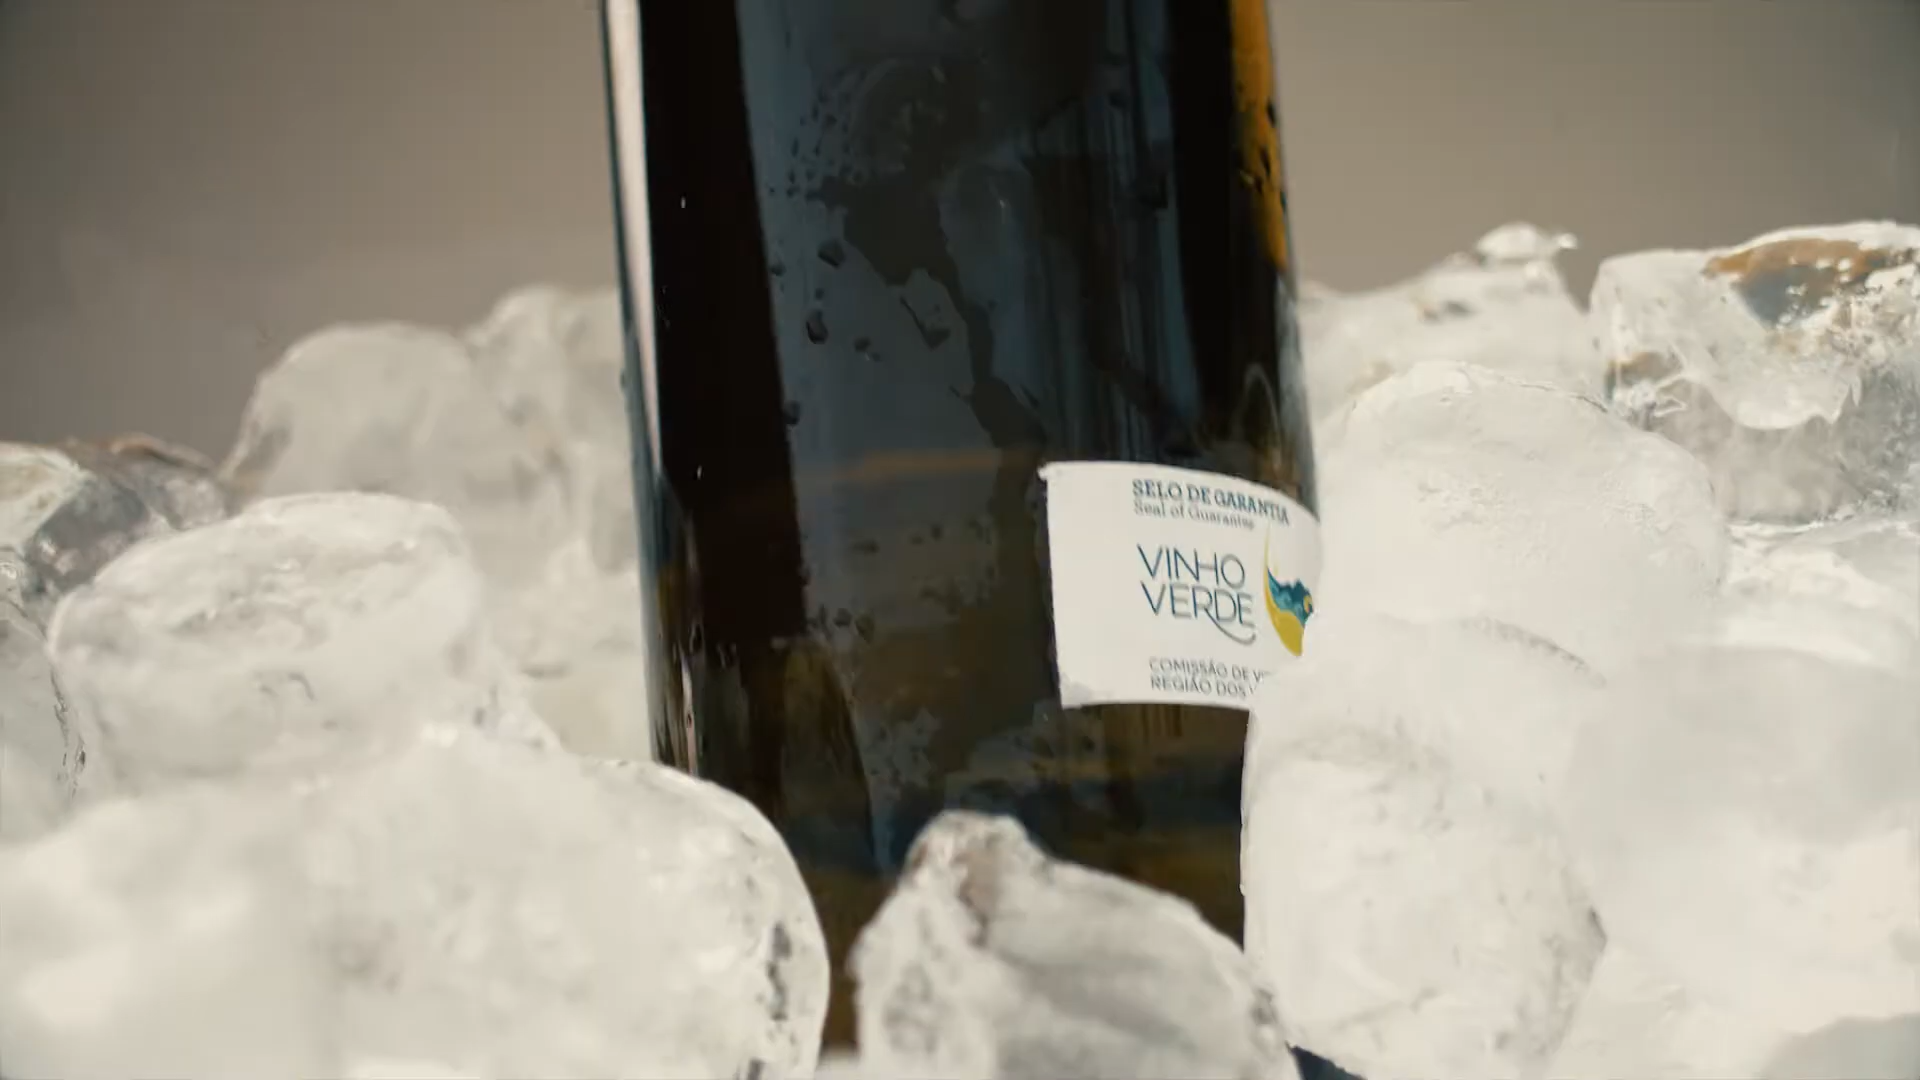 SELO DE GARANTIA
Seal of Guarantee
VINHO
VERDE
COMISSÃO DE
REGIÃO DOS